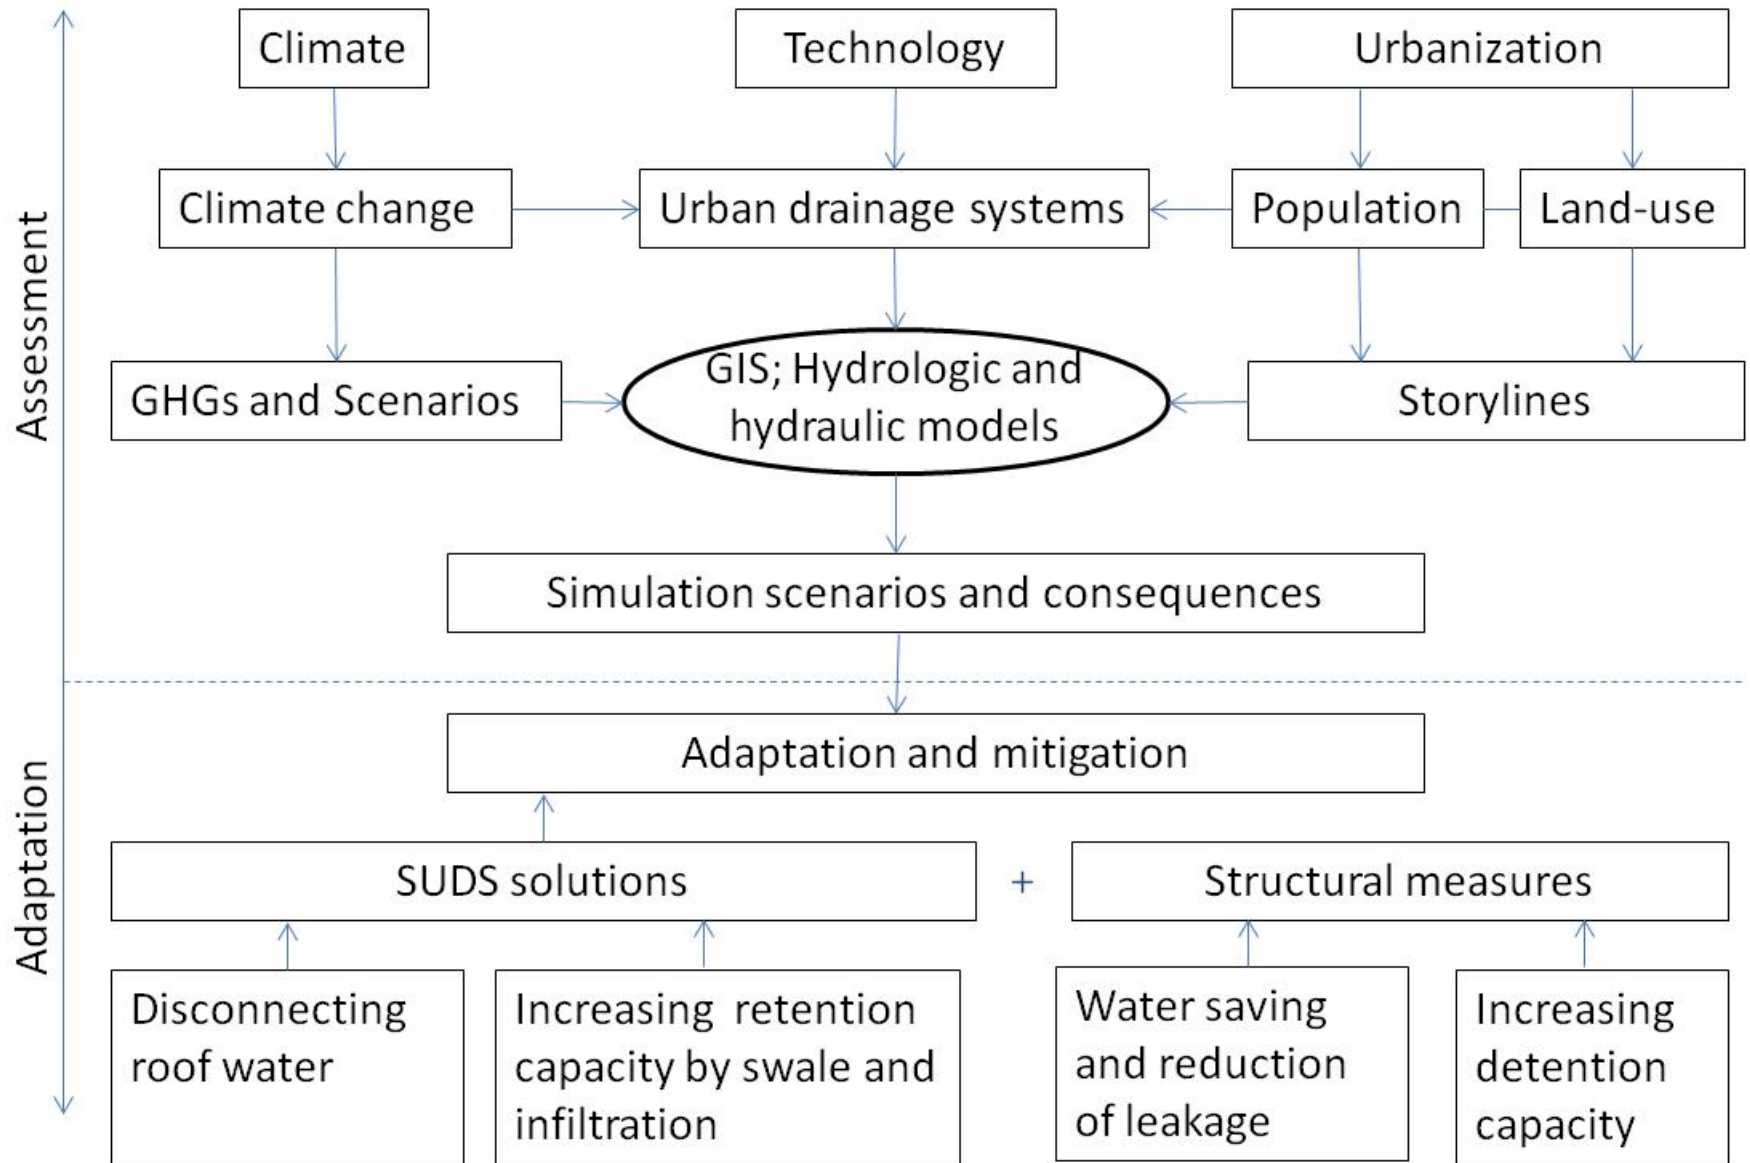 Climate
Technology
Urbanization
Climate change
Urban drainage systems
Population
Land-use
Assessment
GHGs and Scenarios
GIS; Hydrologic and
hydraulic models
Storylines
Simulation scenarios and consequences
Adaptation and mitigation
Adaptation
SUDS solutions
+
Structural measures
Disconnecting
roof water
Increasing retention
capacity by swale and
infiltration
Water saving
and reduction
of leakage
Increasing
detention
capacity